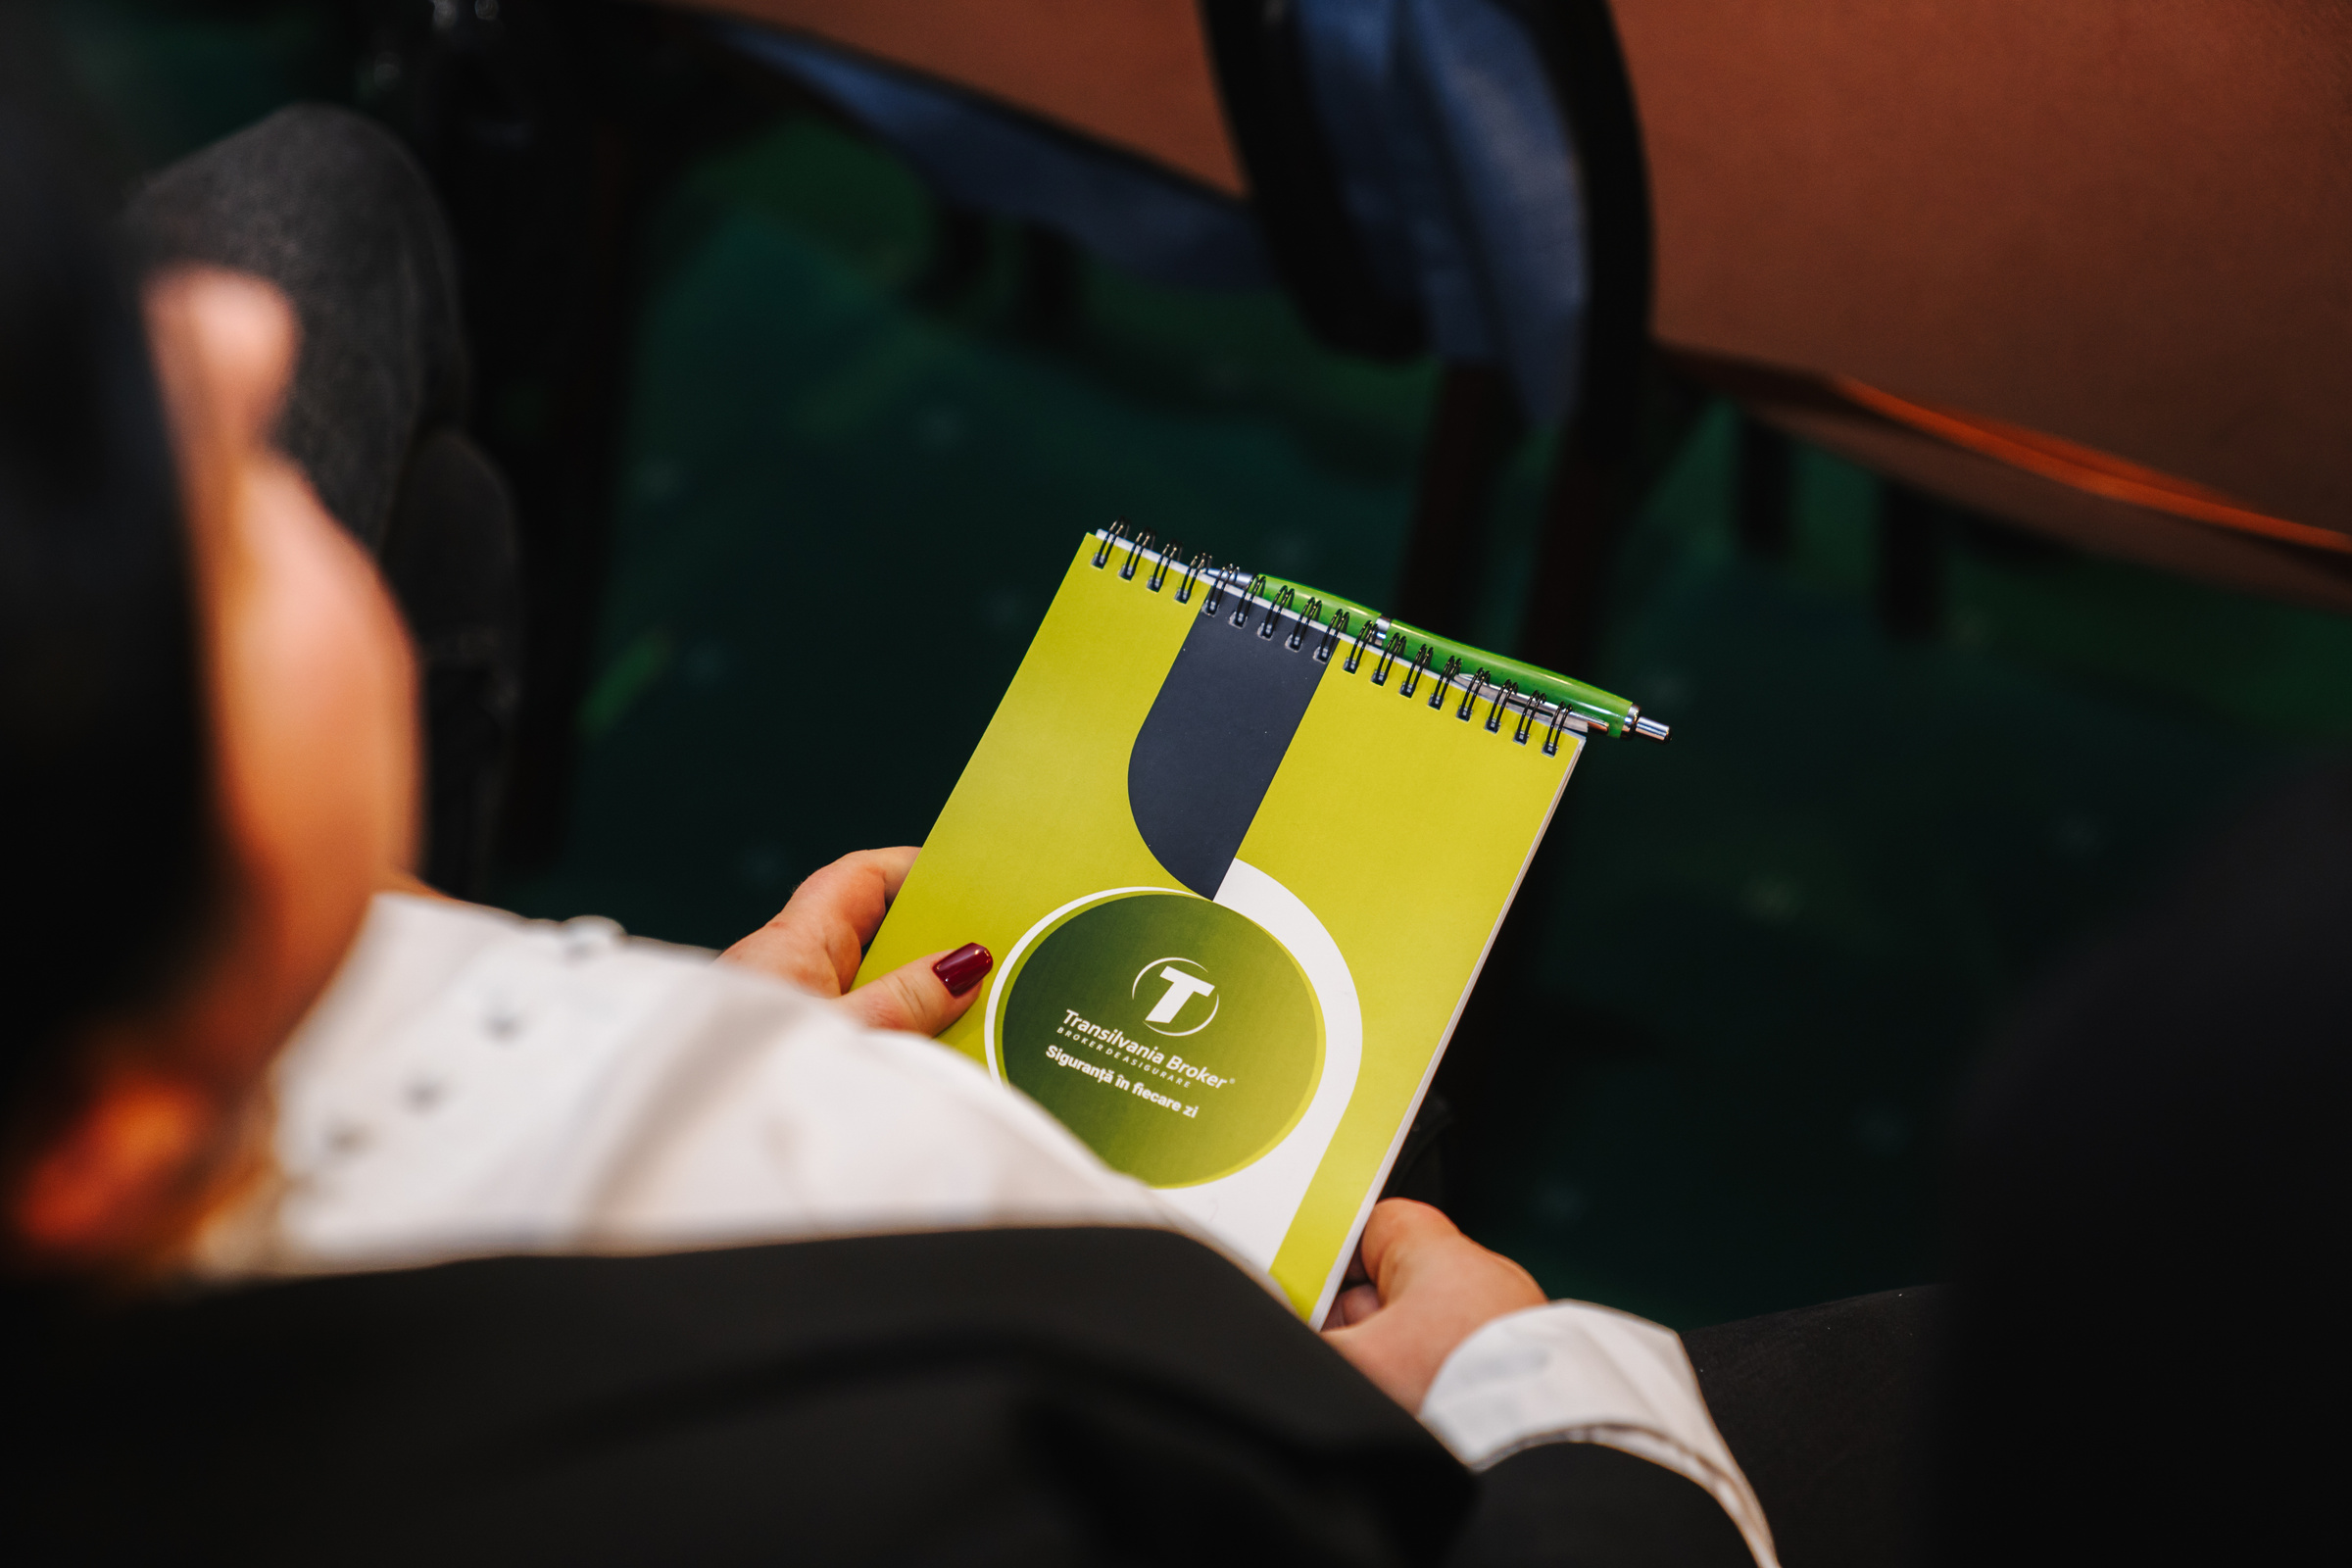 T
Transilvania Broker®
BROKER DE ASIGURARE
Siguranță în fiecare zi